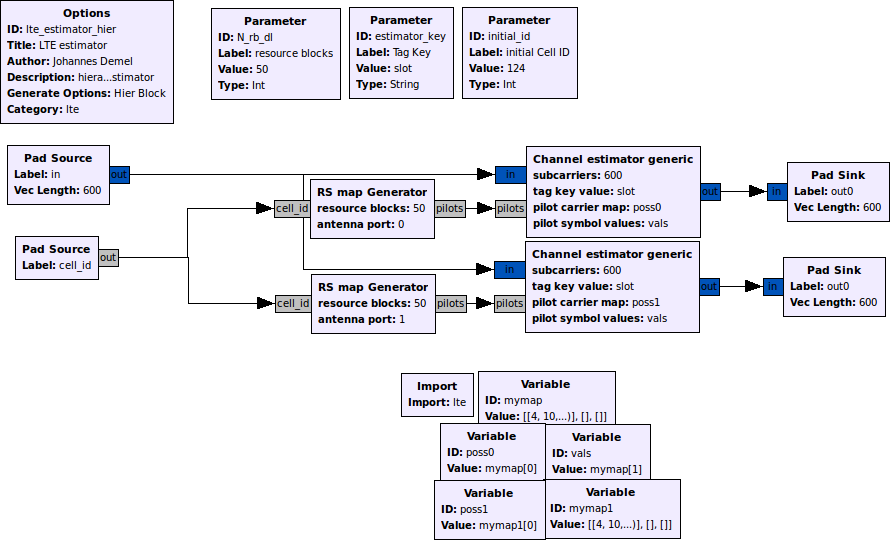 Options
ID: lte_estimator_hier
Title: LTE estimator
Author: Johannes Demel
Description: hiera...stimator
Generate Options: Hier Block
Category: lte
Parameter
ID: N_rb_dl
Label: resource blocks
Value: 50
Type: Int
Parameter
ID: estimator_key
Label: Tag Key
Value: slot
Type: String
Parameter
ID: initial_id
Label: initial Cell ID
Value: 124
Type: Int
Pad Source
Label: in
Vec Length: 600
out
Pad Source
Label: cell_id
out
cell_id
RS map Generator
resource blocks: 50
antenna port: 0
pilots
in
pilots
Channel estimator generic
subcarriers: 600
tag key value: slot
pilot carrier map: poss0
pilot symbol values: vals
out
in
Pad Sink
Label: out0
Vec Length: 600
cell_id
RS map Generator
resource blocks: 50
antenna port: 1
pilots
in
pilots
Channel estimator generic
subcarriers: 600
tag key value: slot
pilot carrier map: poss1
pilot symbol values: vals
out
in
Pad Sink
Label: out0
Vec Length: 600
Import
Import: lte
Variable
ID: mymap
Value: [[4, 10,...)], [], []]
Variable
ID: poss0
Value: mymap[0]
Variable
ID: vals
Value: mymap[1]
Variable
ID: poss1
Value: mymap1[0]
Variable
ID: mymap1
Value: [[4, 10,...)], [], []]